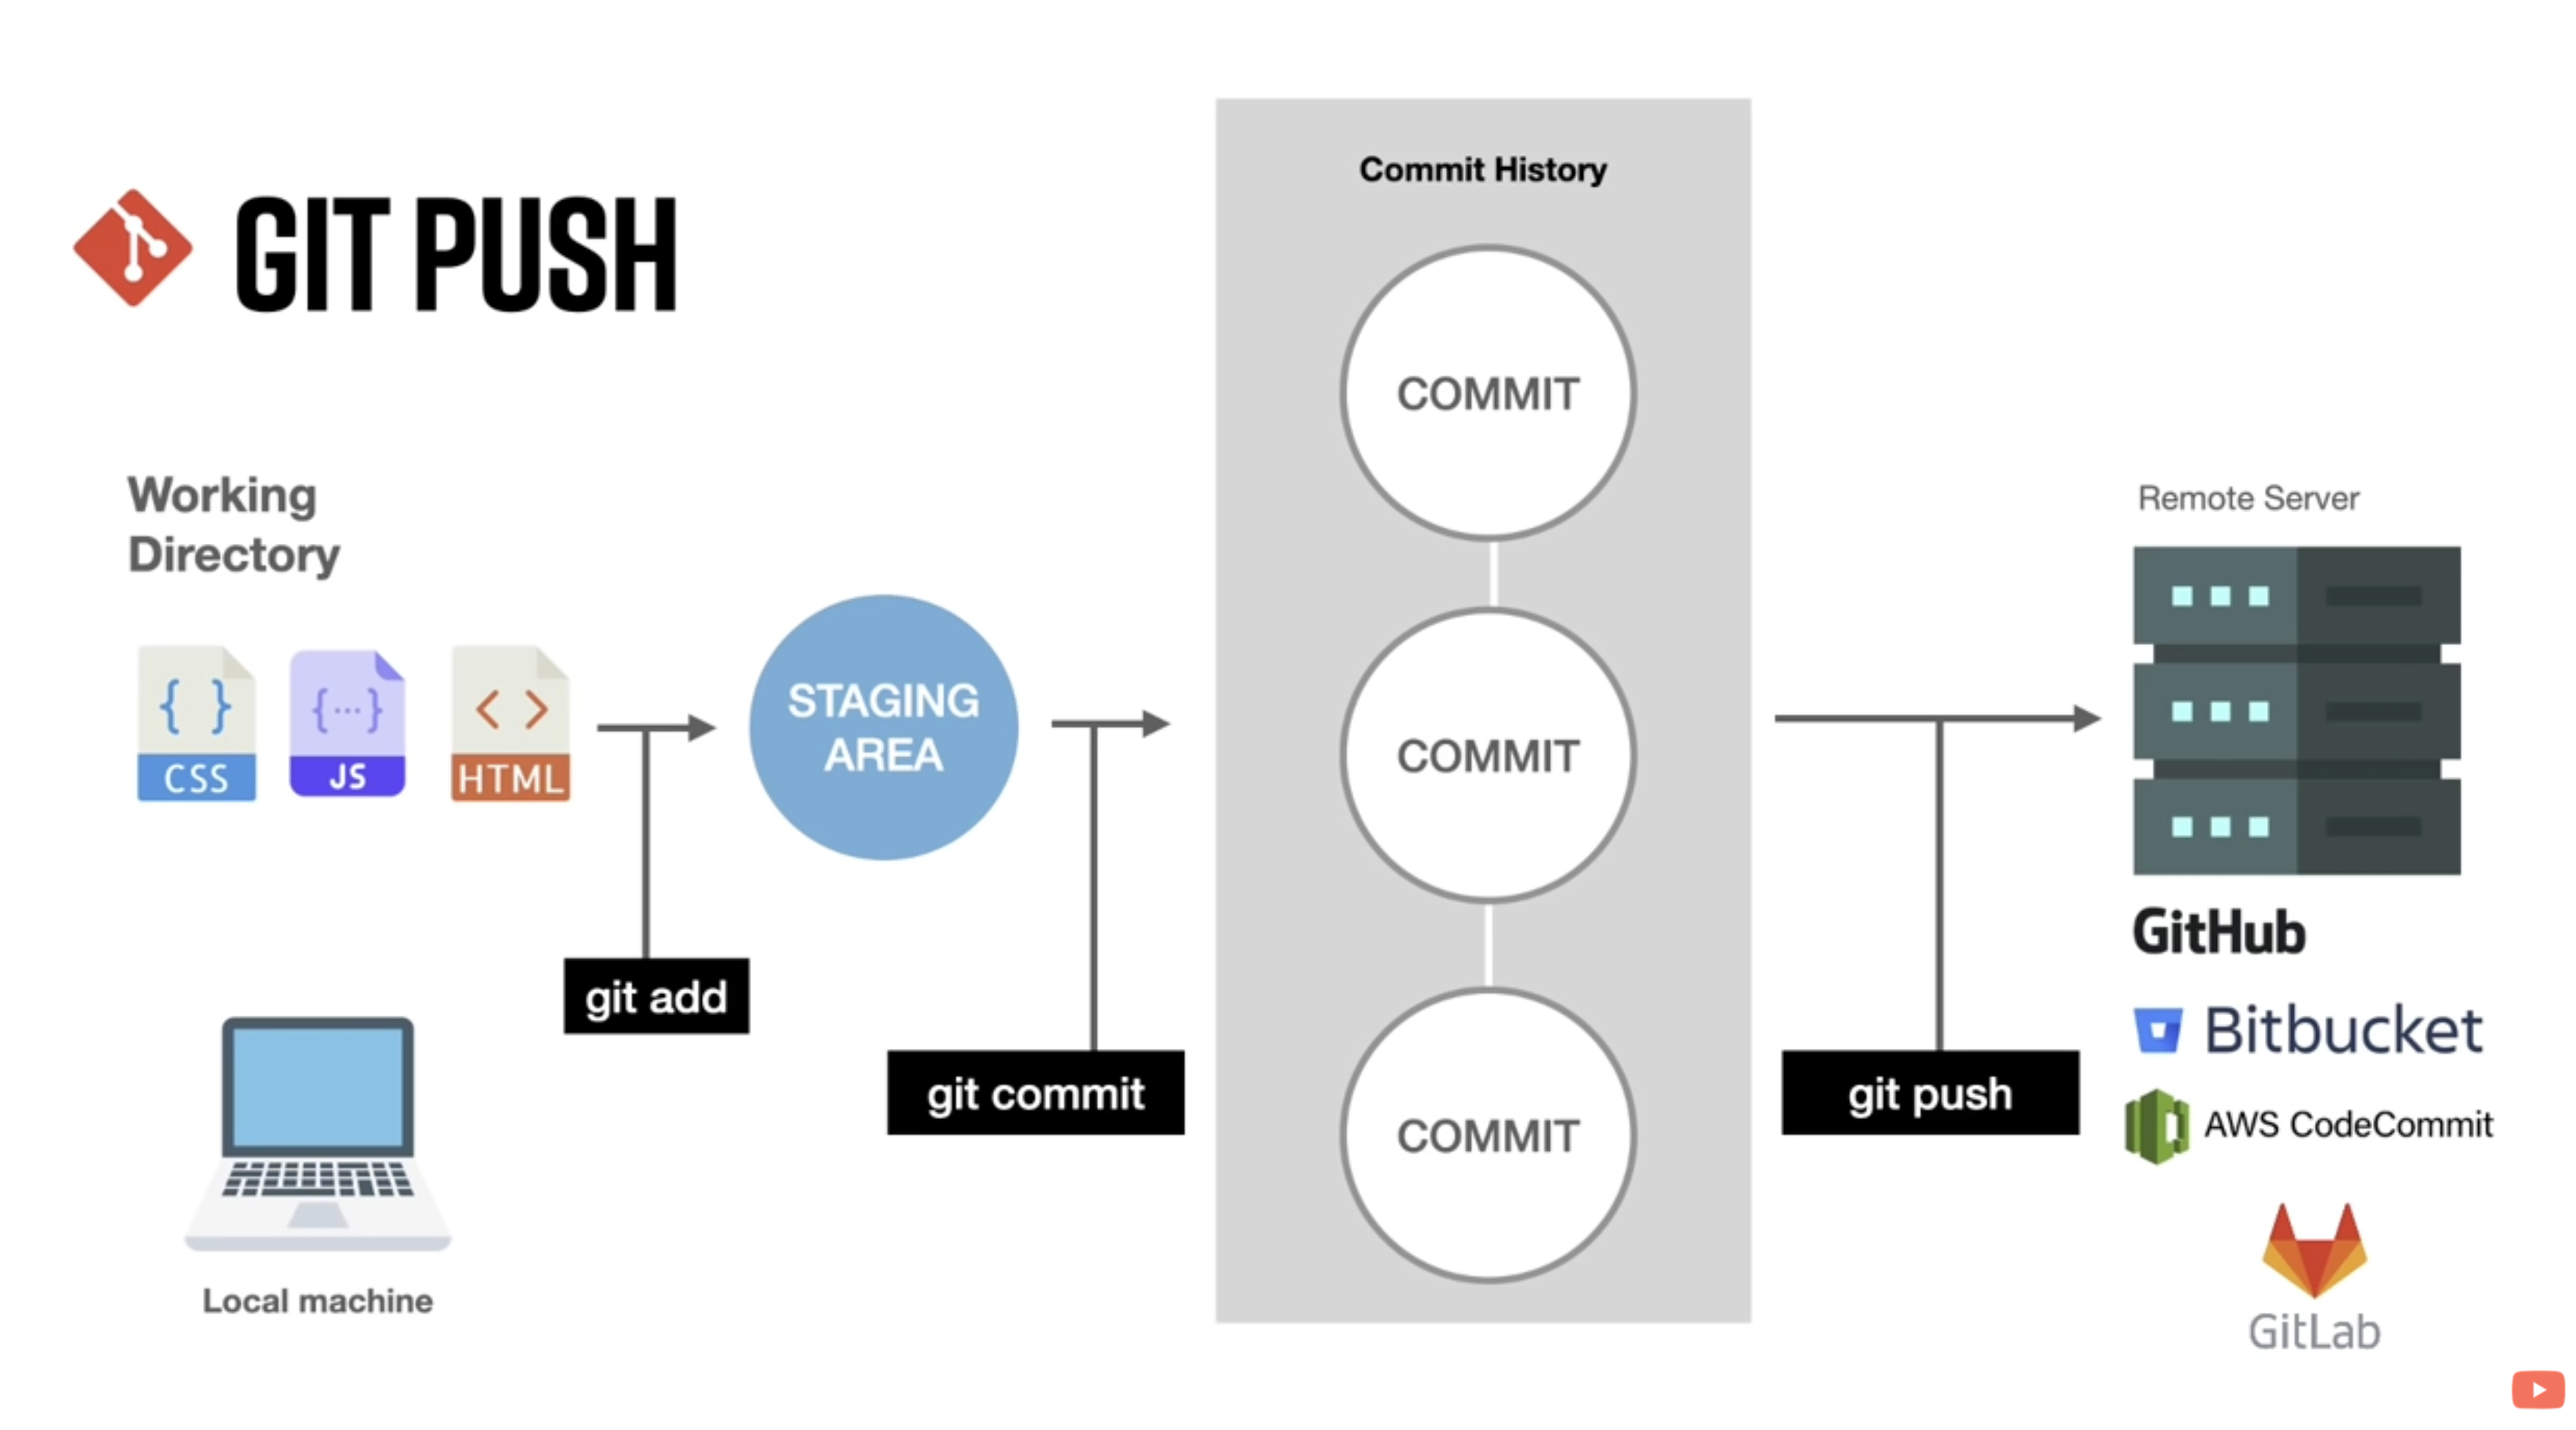 GIT PUSH
Working
Directory
CSS
JS
HTML
git add
Local machine
STAGING
AREA
git commit
Commit History
COMMIT
COMMIT
COMMIT
git push
Remote Server
GitHub
Bitbucket
AWS CodeCommit
GitLab